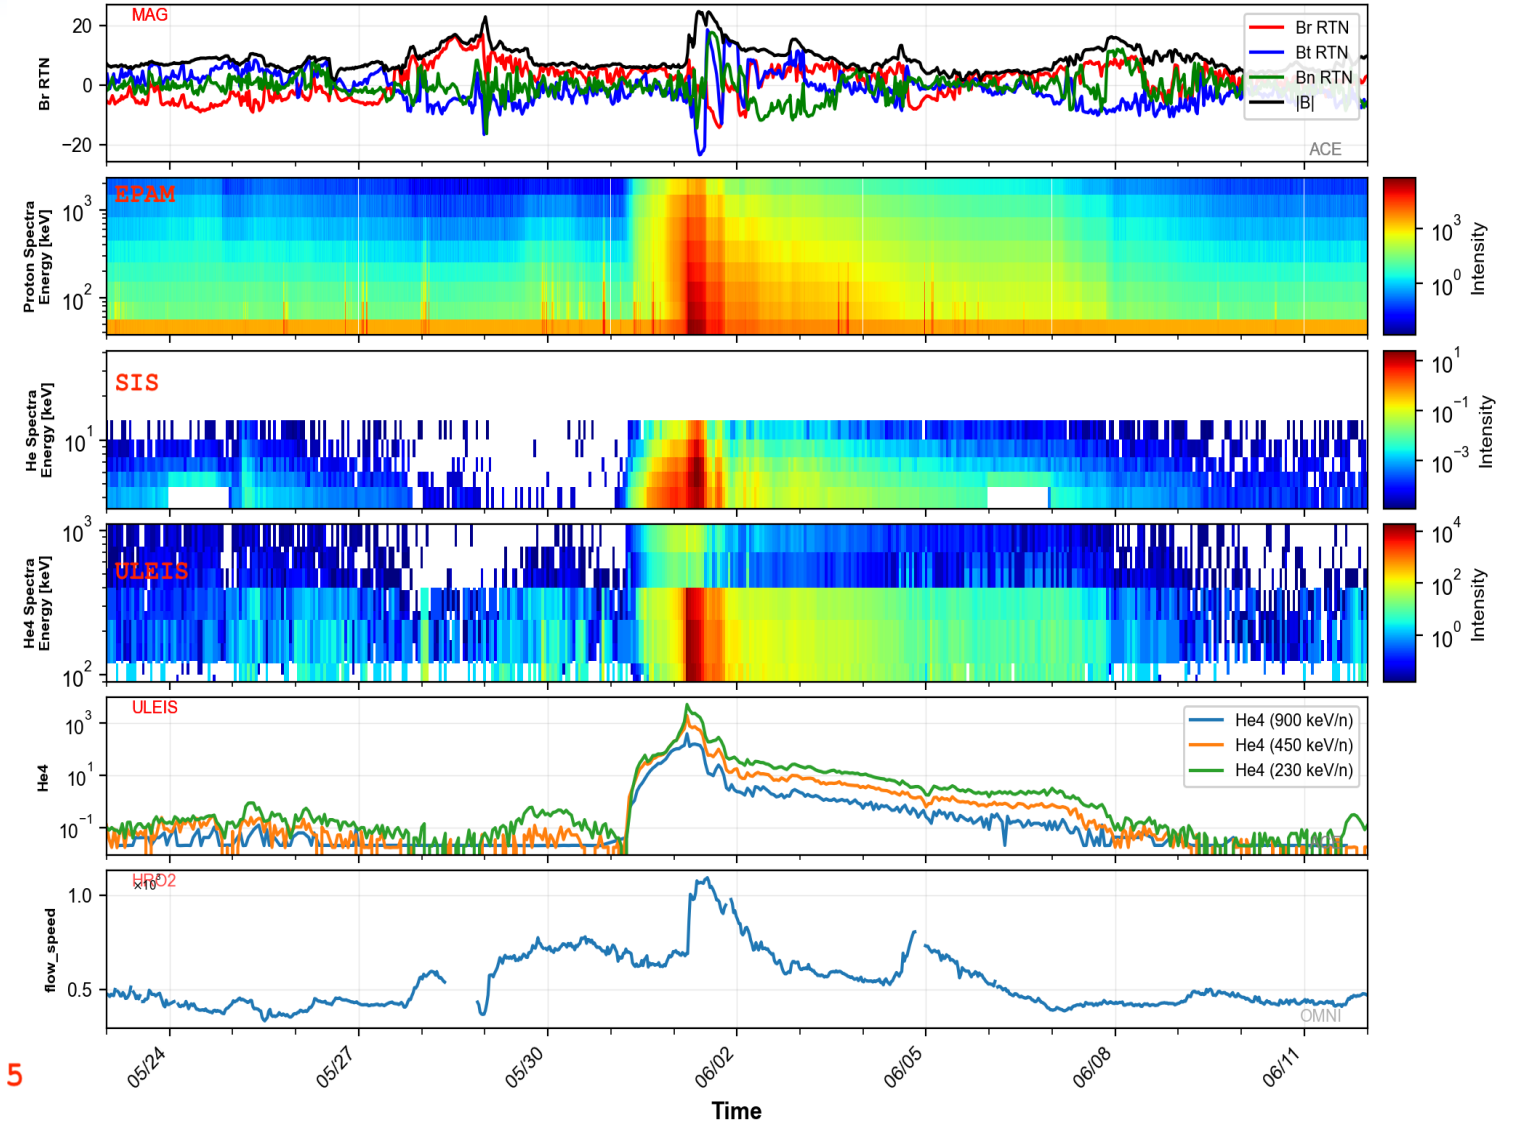 MAG
20
0
−20
Br RTN
Br RTN
Bt RTN
Bn RTN
|B|
ACE
EPAM
10^3
10^2
Proton Spectra
Energy [keV]
10^3
10^0
Intensity
SIS
10^1
He Spectra
Energy [keV]
10^1
10^−1
10^−3
Intensity
ULEIS
10^3
10^2
He4 Spectra
Energy [keV]
10^4
10^2
10^0
Intensity
ULEIS
10^3
10^1
10^−1
He4
He4 (900 keV/n)
He4 (450 keV/n)
He4 (230 keV/n)
HRO2
×10^3
1.0
0.5
flow_speed
OMNI
05/24
05/27
05/30
06/02
06/05
06/08
06/11
Time
5